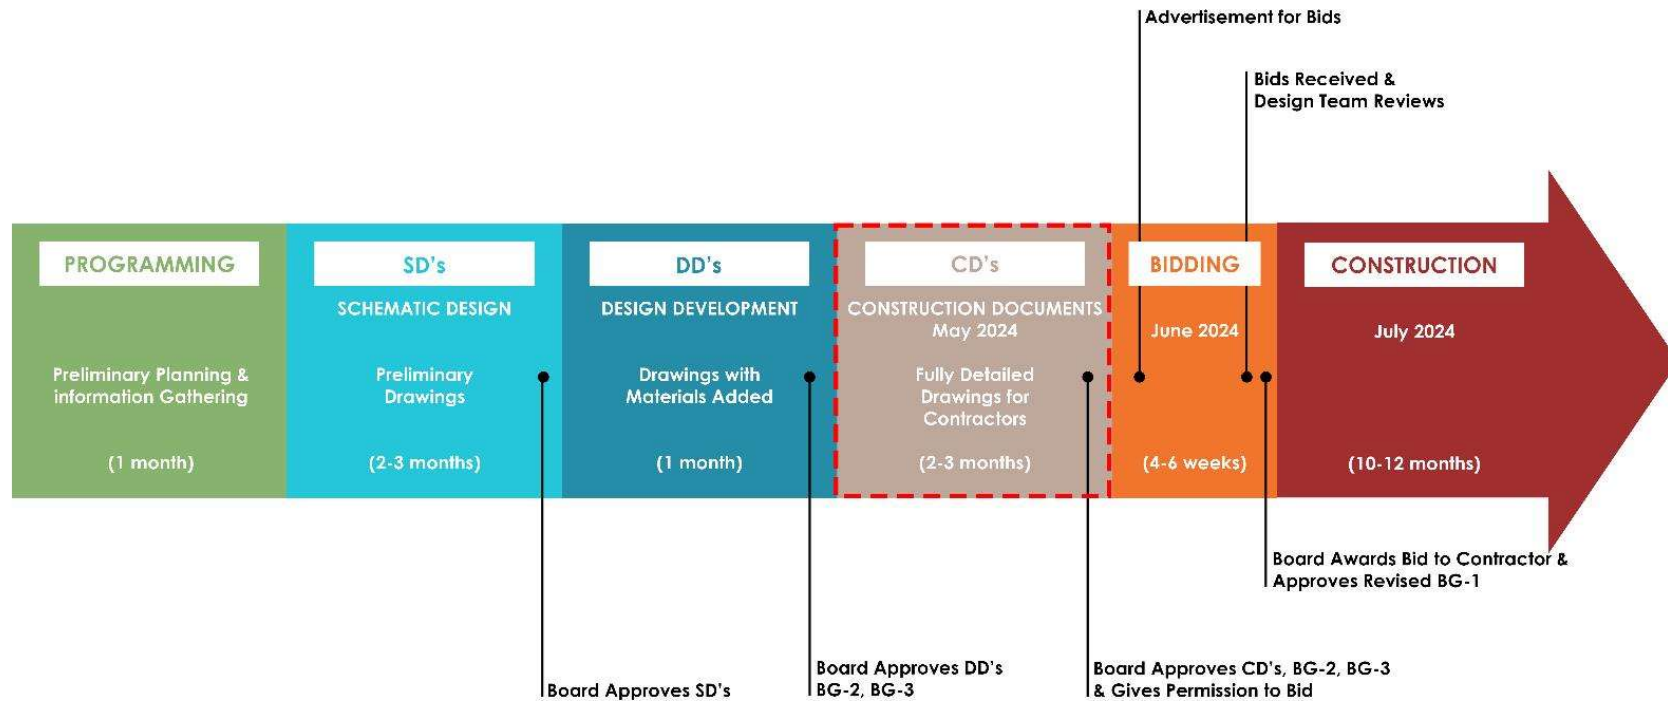 Advertisement for Bids
Bids Received &
Design Team Reviews
PROGRAMMING
Preliminary Planning &
information Gathering
(1 month)
SD's
SCHEMATIC DESIGN
Preliminary
Drawings
(2-3 months)
DD's
DESIGN DEVELOPMENT
Drawings with
Materials Added
(1 month)
CD's
CONSTRUCTION DOCUMENTS
May 2024
Fully Detailed
Drawings for
Contractors
(2-3 months)
BIDDING
June 2024
(4-6 weeks)
CONSTRUCTION
July 2024
(10-12 months)
Board Awards Bid to Contractor &
Approves Revised BG-1
Board Approves SD's
Board Approves DD's
BG-2, BG-3
Board Approves CD's, BG-2, BG-3
& Gives Permission to Bid